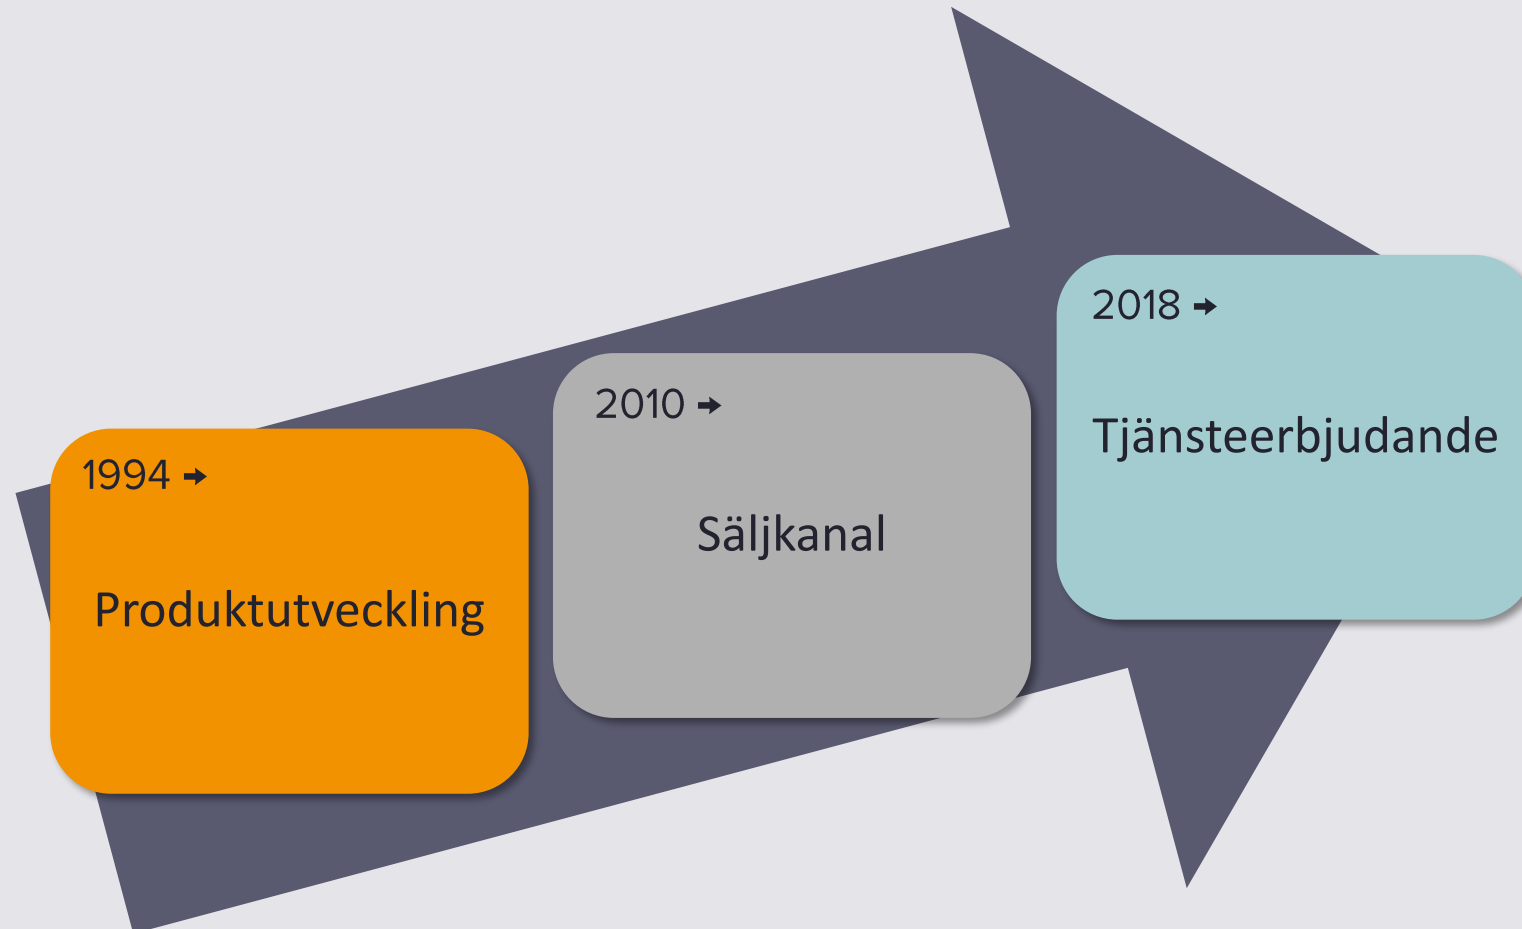 1994 →
Produktutveckling
2010 →
Säljkanal
2018 →
Tjänsteerbjudande